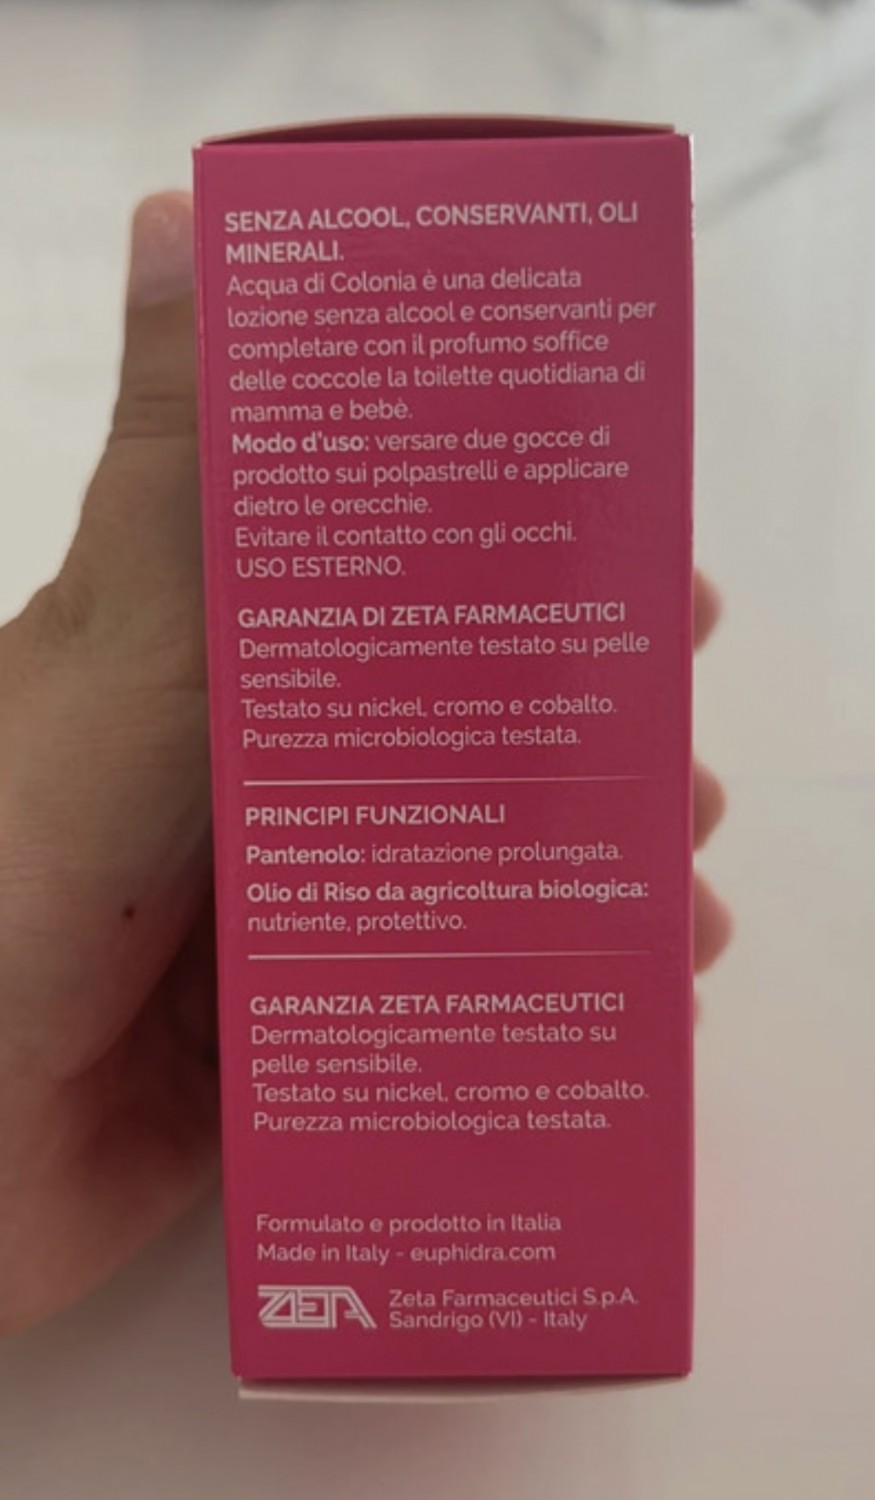 SENZA ALCOOL, CONSERVANTI, OLI
MINERALI.
Acqua di Colonia è una delicata
lozione senza alcool e conservanti per
completare con il profumo soffice
delle coccole la toilette quotidiana di
mamma e bebè.
Modo d'uso: versare due gocce di
prodotto sui polpastrelli e applicare
dietro le orecchie.
Evitare il contatto con gli occhi.
USO ESTERNO.
GARANZIA DI ZETA FARMACEUTICI
Dermatologicamente testato su pelle
sensibile.
Testato su nickel, cromo e cobalto.
Purezza microbiologica testata.
PRINCIPI FUNZIONALI
Pantenolo: idratazione prolungata.
Olio di Riso da agricoltura biologica:
nutriente, protettivo.
GARANZIA ZETA FARMACEUTICI
Dermatologicamente testato su
pelle sensibile.
Testato su nickel, cromo e cobalto.
Purezza microbiologica testata.
Formulato e prodotto in Italia
Made in Italy - euphidra.com
ZETA Zeta Farmaceutici S.p.A.
Sandrigo (VI) - Italy